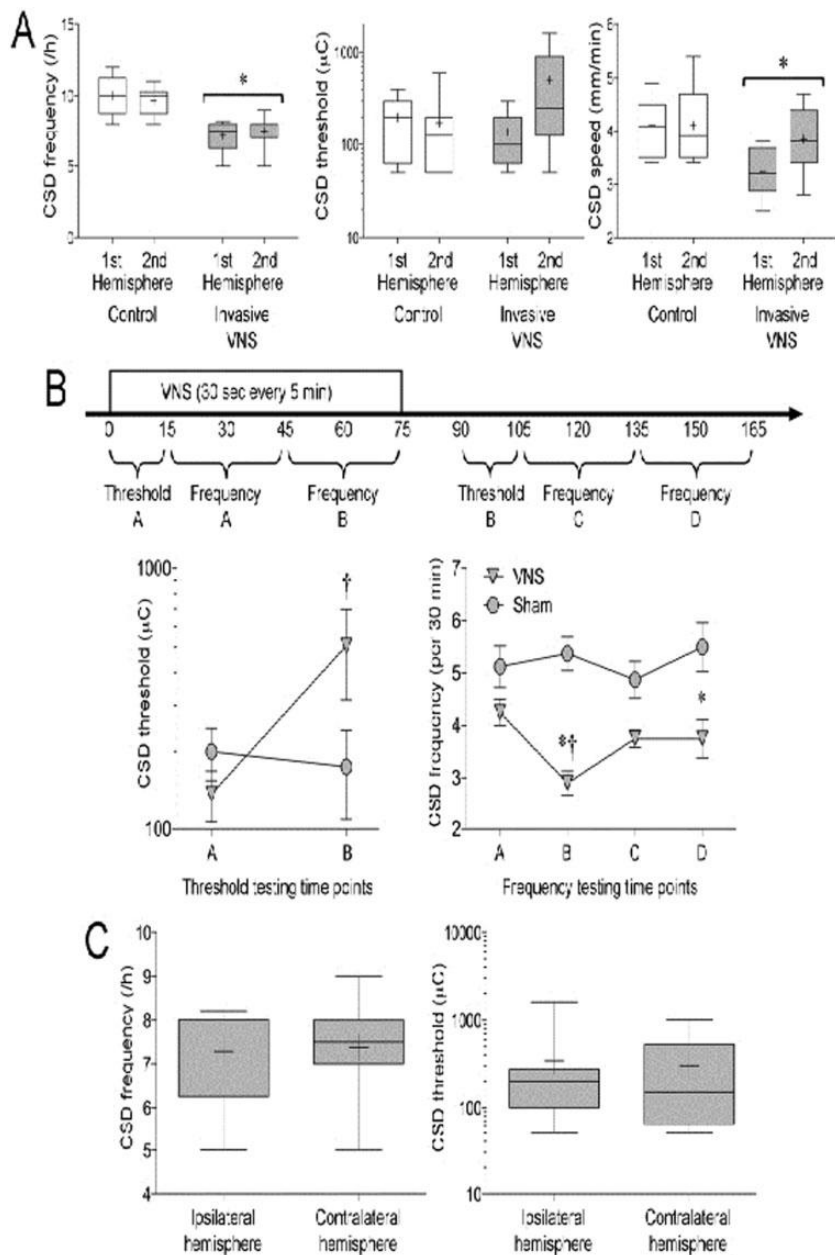 A
CSD frequency (/h)
15
10
5
0
1st 2nd
Hemisphere
Control
1st 2nd
Hemisphere
Invasive
VNS
*
CSD threshold (μC)
1000
100
10
1st 2nd
Hemisphere
Control
1st 2nd
Hemisphere
Invasive
VNS
CSD speed (mm/min)
6
5
4
3
2
1st 2nd
Hemisphere
Control
1st 2nd
Hemisphere
Invasive
VNS
*
B
VNS (30 sec every 5 min)
0 15 30 45 60 75 90 105 120 135 150 165
Threshold
A
Frequency
A
Frequency
B
Threshold
B
Frequency
C
Frequency
D
CSD threshold (μC)
1000
100
†
A B
Threshold testing time points
CSD frequency (per 30 min)
7
6
5
4
3
2
VNS
Sham
*†
*
A B C D
Frequency testing time points
C
CSD frequency (/h)
10
9
8
7
6
5
4
Ipsilateral
hemisphere
Contralateral
hemisphere
CSD threshold (μC)
10000
1000
100
10
Ipsilateral
hemisphere
Contralateral
hemisphere